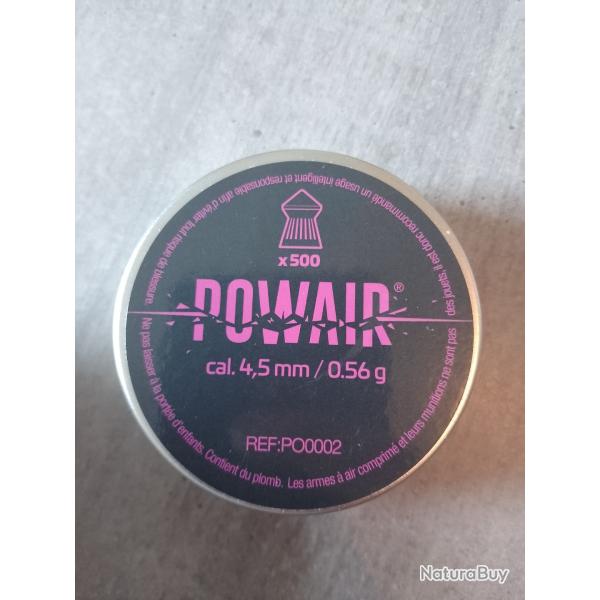 x500
POWAIR®
cal. 4,5 mm / 0.56 g
REF:PO0002
Ne pas laisser à la portée d'enfants. Contient du plomb. Les armes à air comprimé et leurs munitions ne sont pas des jouets, il est donc recommandé un usage intelligent et responsable afin d'éviter tout risque de blessure.
NaturaBuy